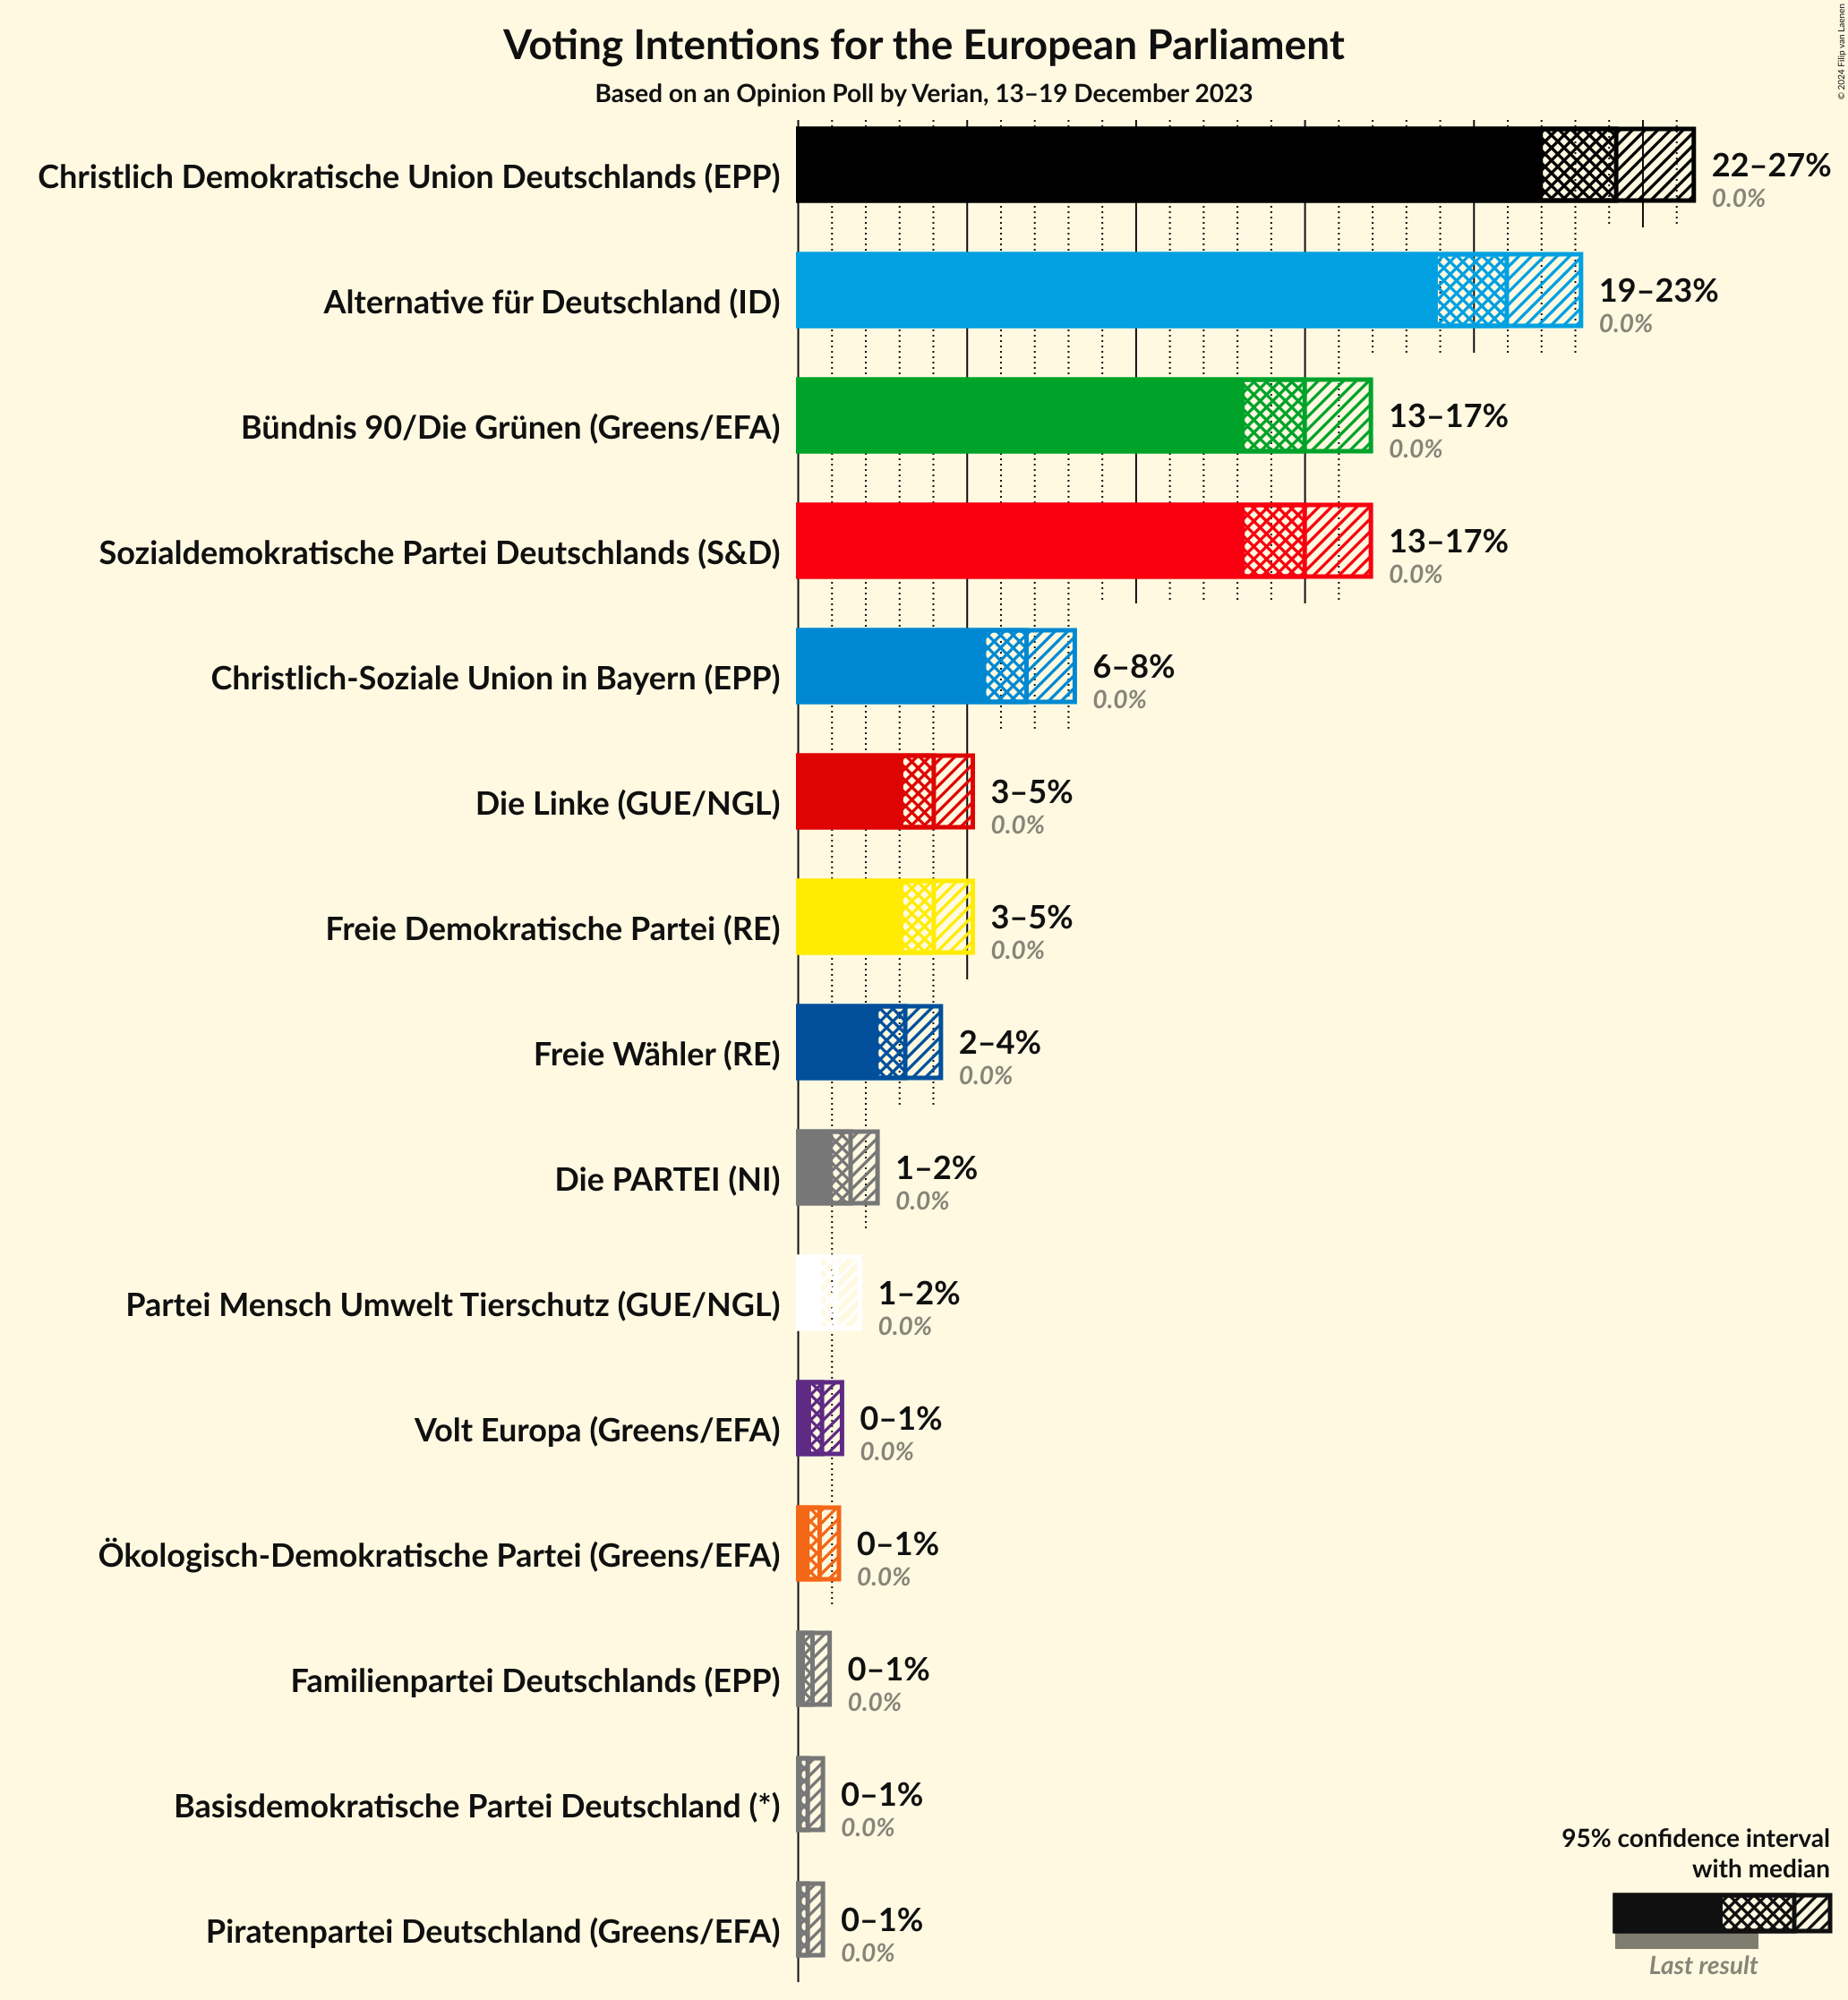 Voting Intentions for the European Parliament
Based on an Opinion Poll by Verian, 13–19 December 2023
© 2024 Filip van Laenen
Christlich Demokratische Union Deutschlands (EPP)
22–27%
0.0%
Alternative für Deutschland (ID)
19–23%
0.0%
Bündnis 90/Die Grünen (Greens/EFA)
13–17%
0.0%
Sozialdemokratische Partei Deutschlands (S&D)
13–17%
0.0%
Christlich-Soziale Union in Bayern (EPP)
6–8%
0.0%
Die Linke (GUE/NGL)
3–5%
0.0%
Freie Demokratische Partei (RE)
3–5%
0.0%
Freie Wähler (RE)
2–4%
0.0%
Die PARTEI (NI)
1–2%
0.0%
Partei Mensch Umwelt Tierschutz (GUE/NGL)
1–2%
0.0%
Volt Europa (Greens/EFA)
0–1%
0.0%
Ökologisch-Demokratische Partei (Greens/EFA)
0–1%
0.0%
Familienpartei Deutschlands (EPP)
0–1%
0.0%
Basisdemokratische Partei Deutschland (*)
0–1%
0.0%
Piratenpartei Deutschland (Greens/EFA)
0–1%
0.0%
95% confidence interval
with median
Last result